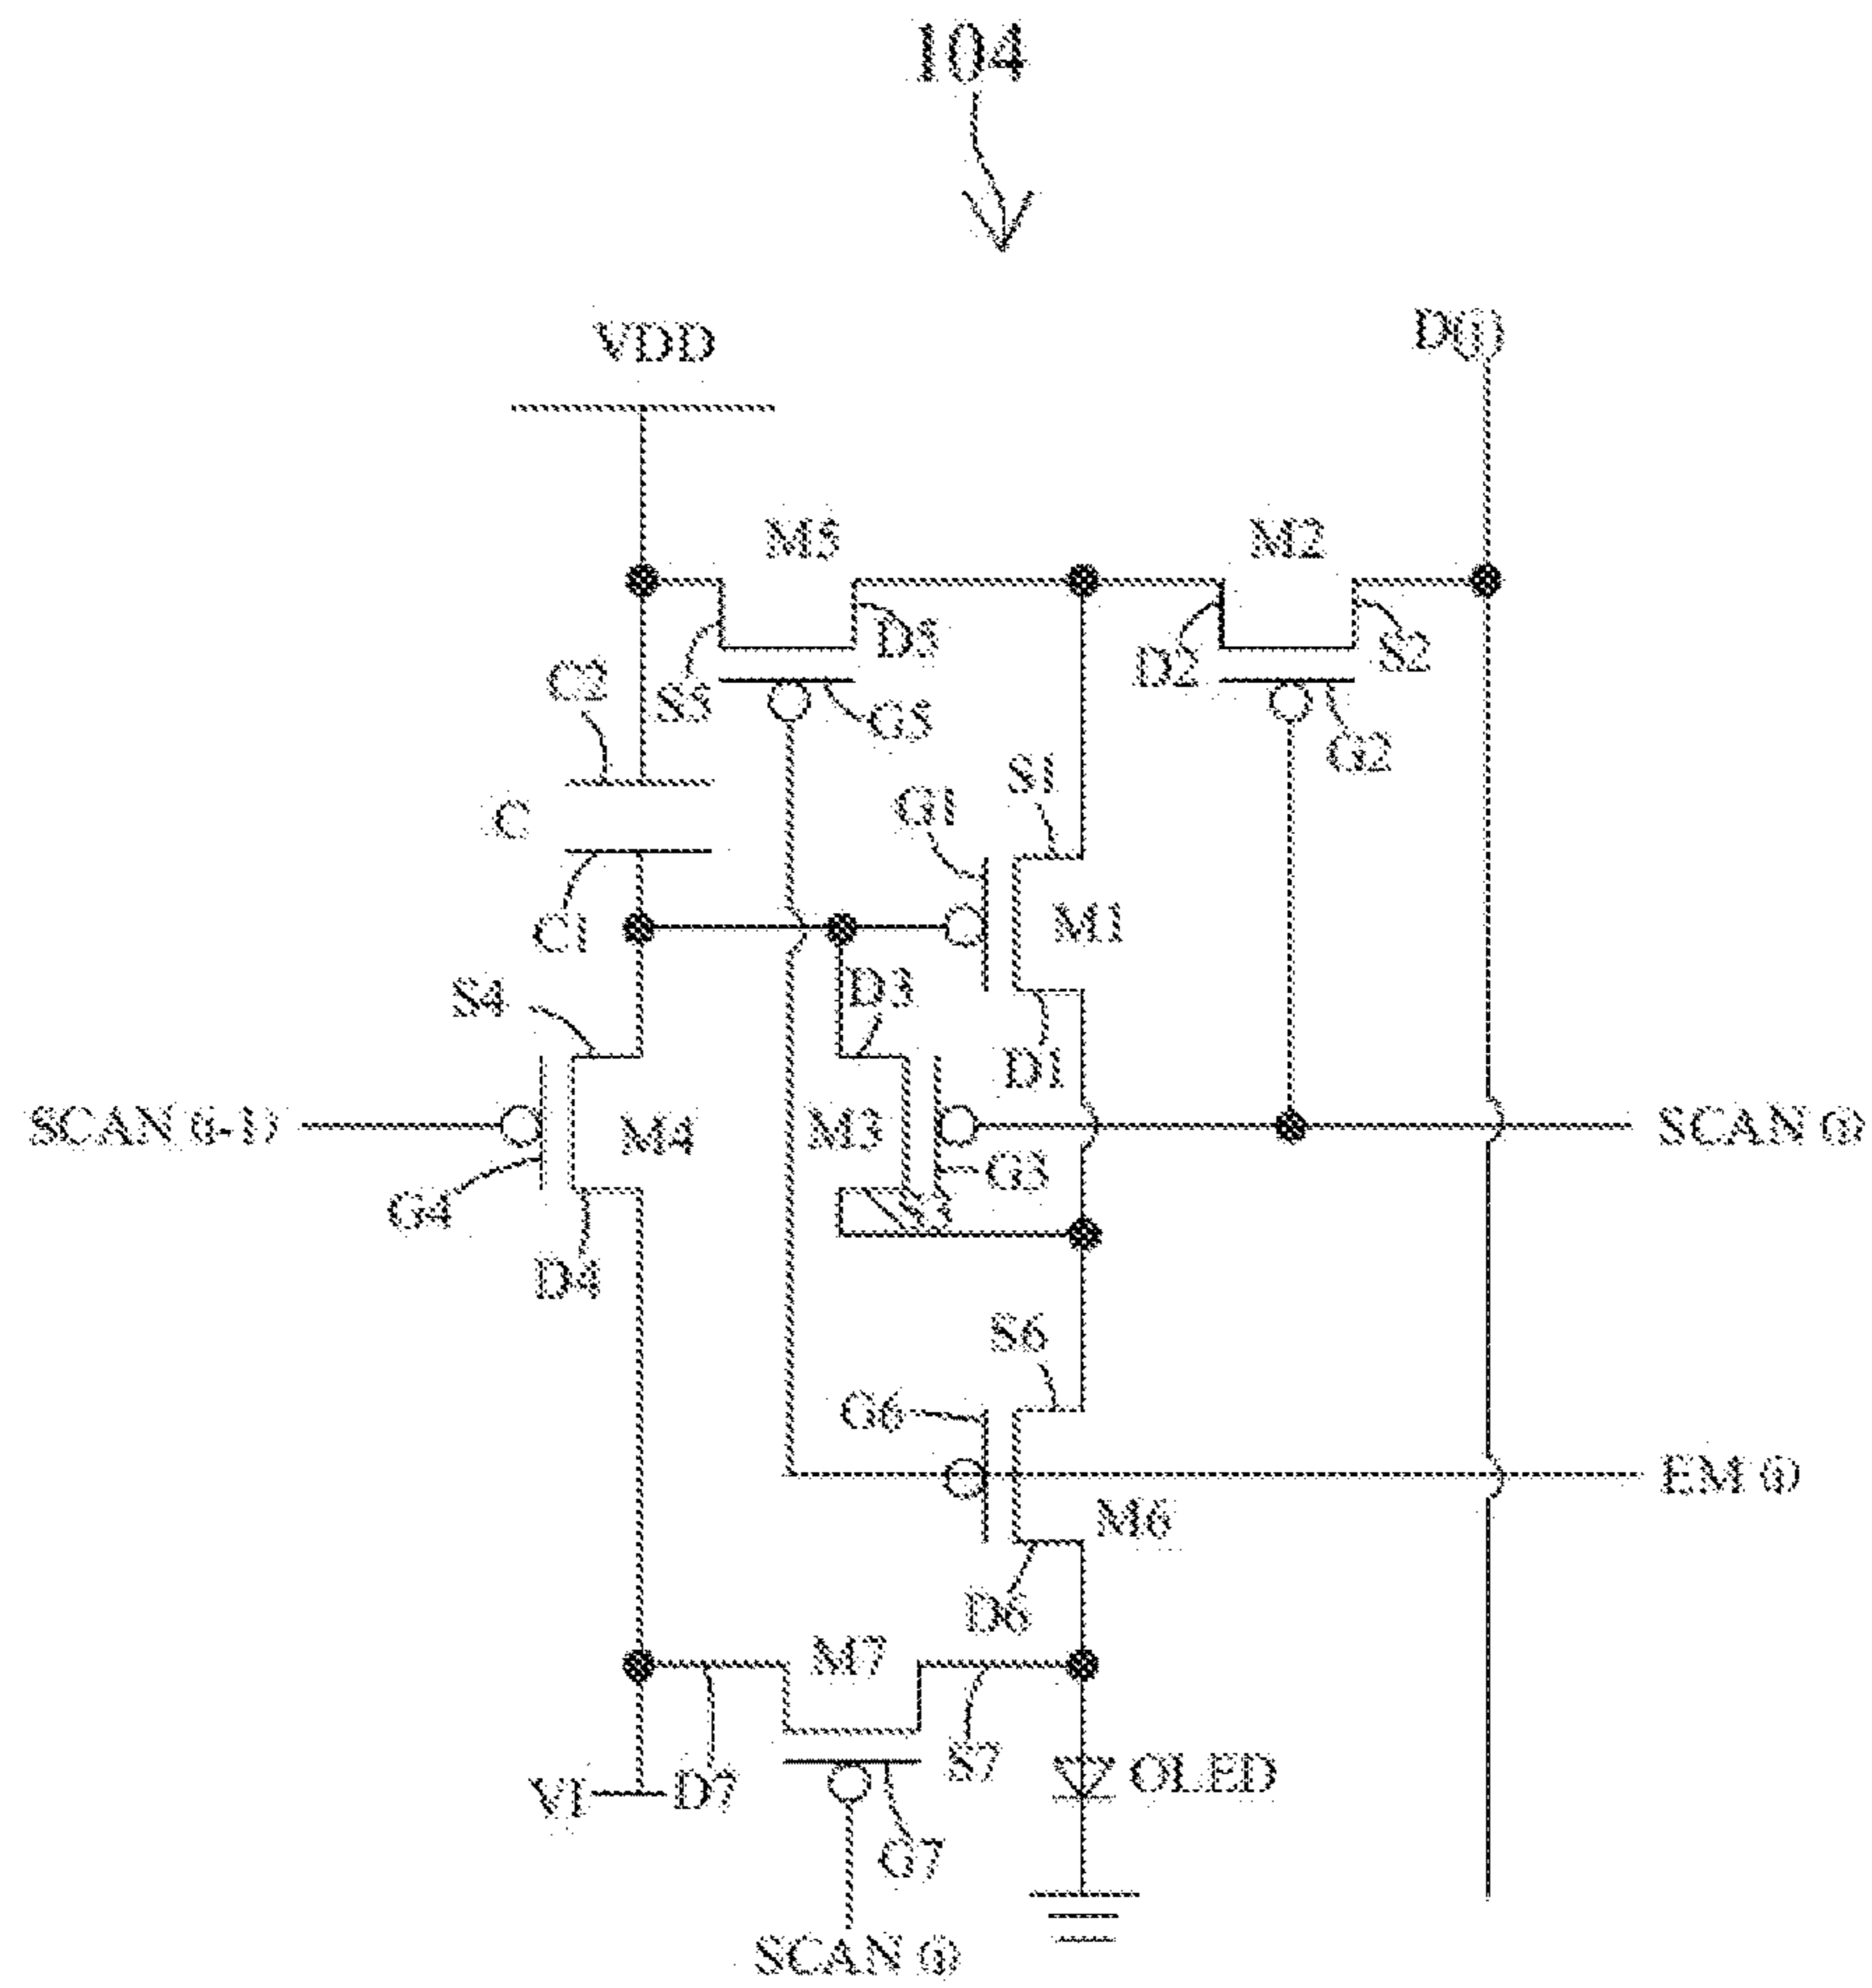 104
VDD
D(j)
M5
M2
D5
S5
G5
D2
S2
G2
C2
C
C1
G1
S1
M1
D1
D3
S4
SCAN (i-1)
M4
M3
G3
S3
SCAN (i)
G4
D4
S6
G6
EM (i)
M6
D6
M7
VI
D7
S7
OLED
G7
SCAN (i)